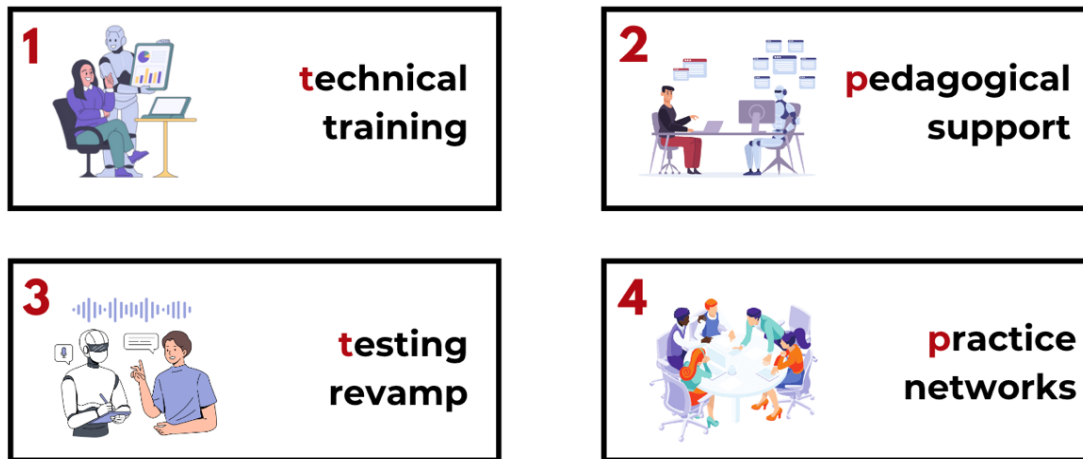 1
technical
training
2
pedagogical
support
3
testing
revamp
4
practice
networks